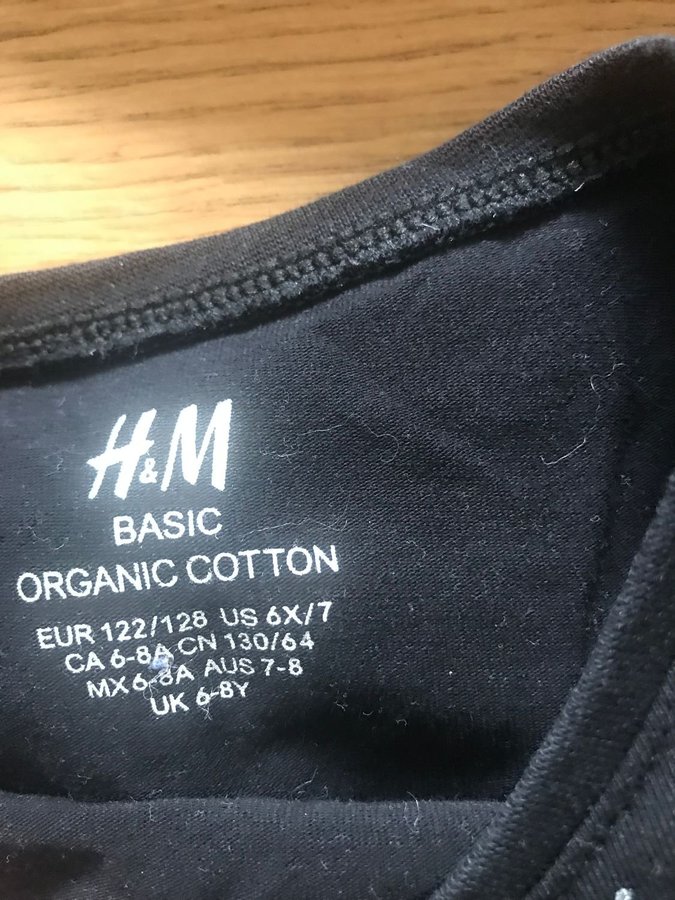 H&M
BASIC
ORGANIC COTTON
EUR 122/128 US 6X/7
CA 6-8A CN 130/64
MX 6-8A AUS 7-8
UK 6-8Y